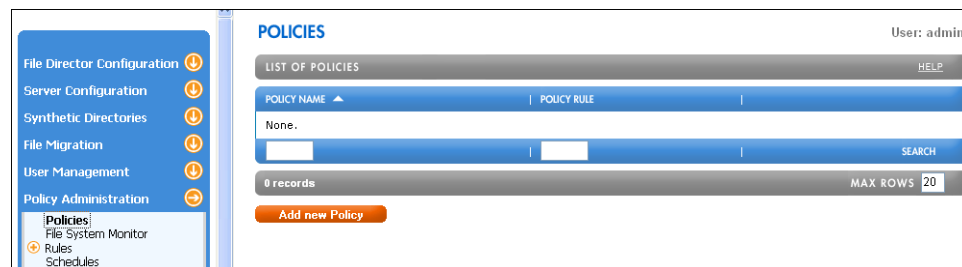 File Director Configuration
Server Configuration
Synthetic Directories
File Migration
User Management
Policy Administration
Policies
File System Monitor
Rules
Schedules
POLICIES
User: admin
LIST OF POLICIES
HELP
POLICY NAME | POLICY RULE |
None.
| | SEARCH
0 records
MAX ROWS 20
Add new Policy